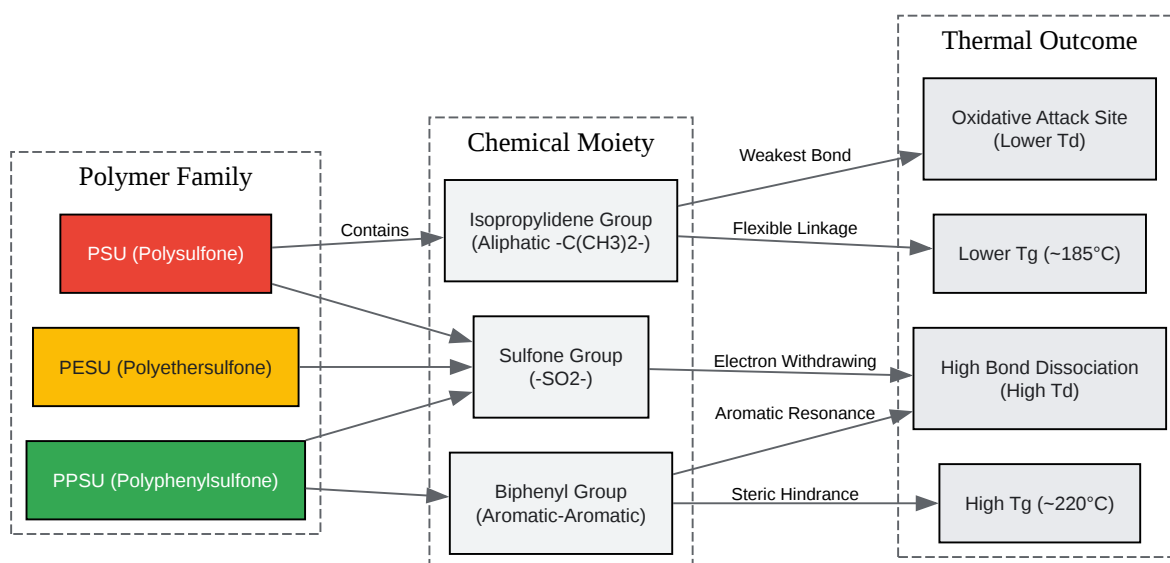 Polymer Family
PSU (Polysulfone)
PESU (Polyethersulfone)
PPSU (Polyphenylsulfone)
Contains
Chemical Moiety
Isopropylidene Group
(Aliphatic -C(CH3)2-)
Sulfone Group
(-SO2-)
Biphenyl Group
(Aromatic-Aromatic)
Weakest Bond
Flexible Linkage
Electron Withdrawing
Aromatic Resonance
Steric Hindrance
Thermal Outcome
Oxidative Attack Site
(Lower Td)
Lower Tg (~185°C)
High Bond Dissociation
(High Td)
High Tg (~220°C)